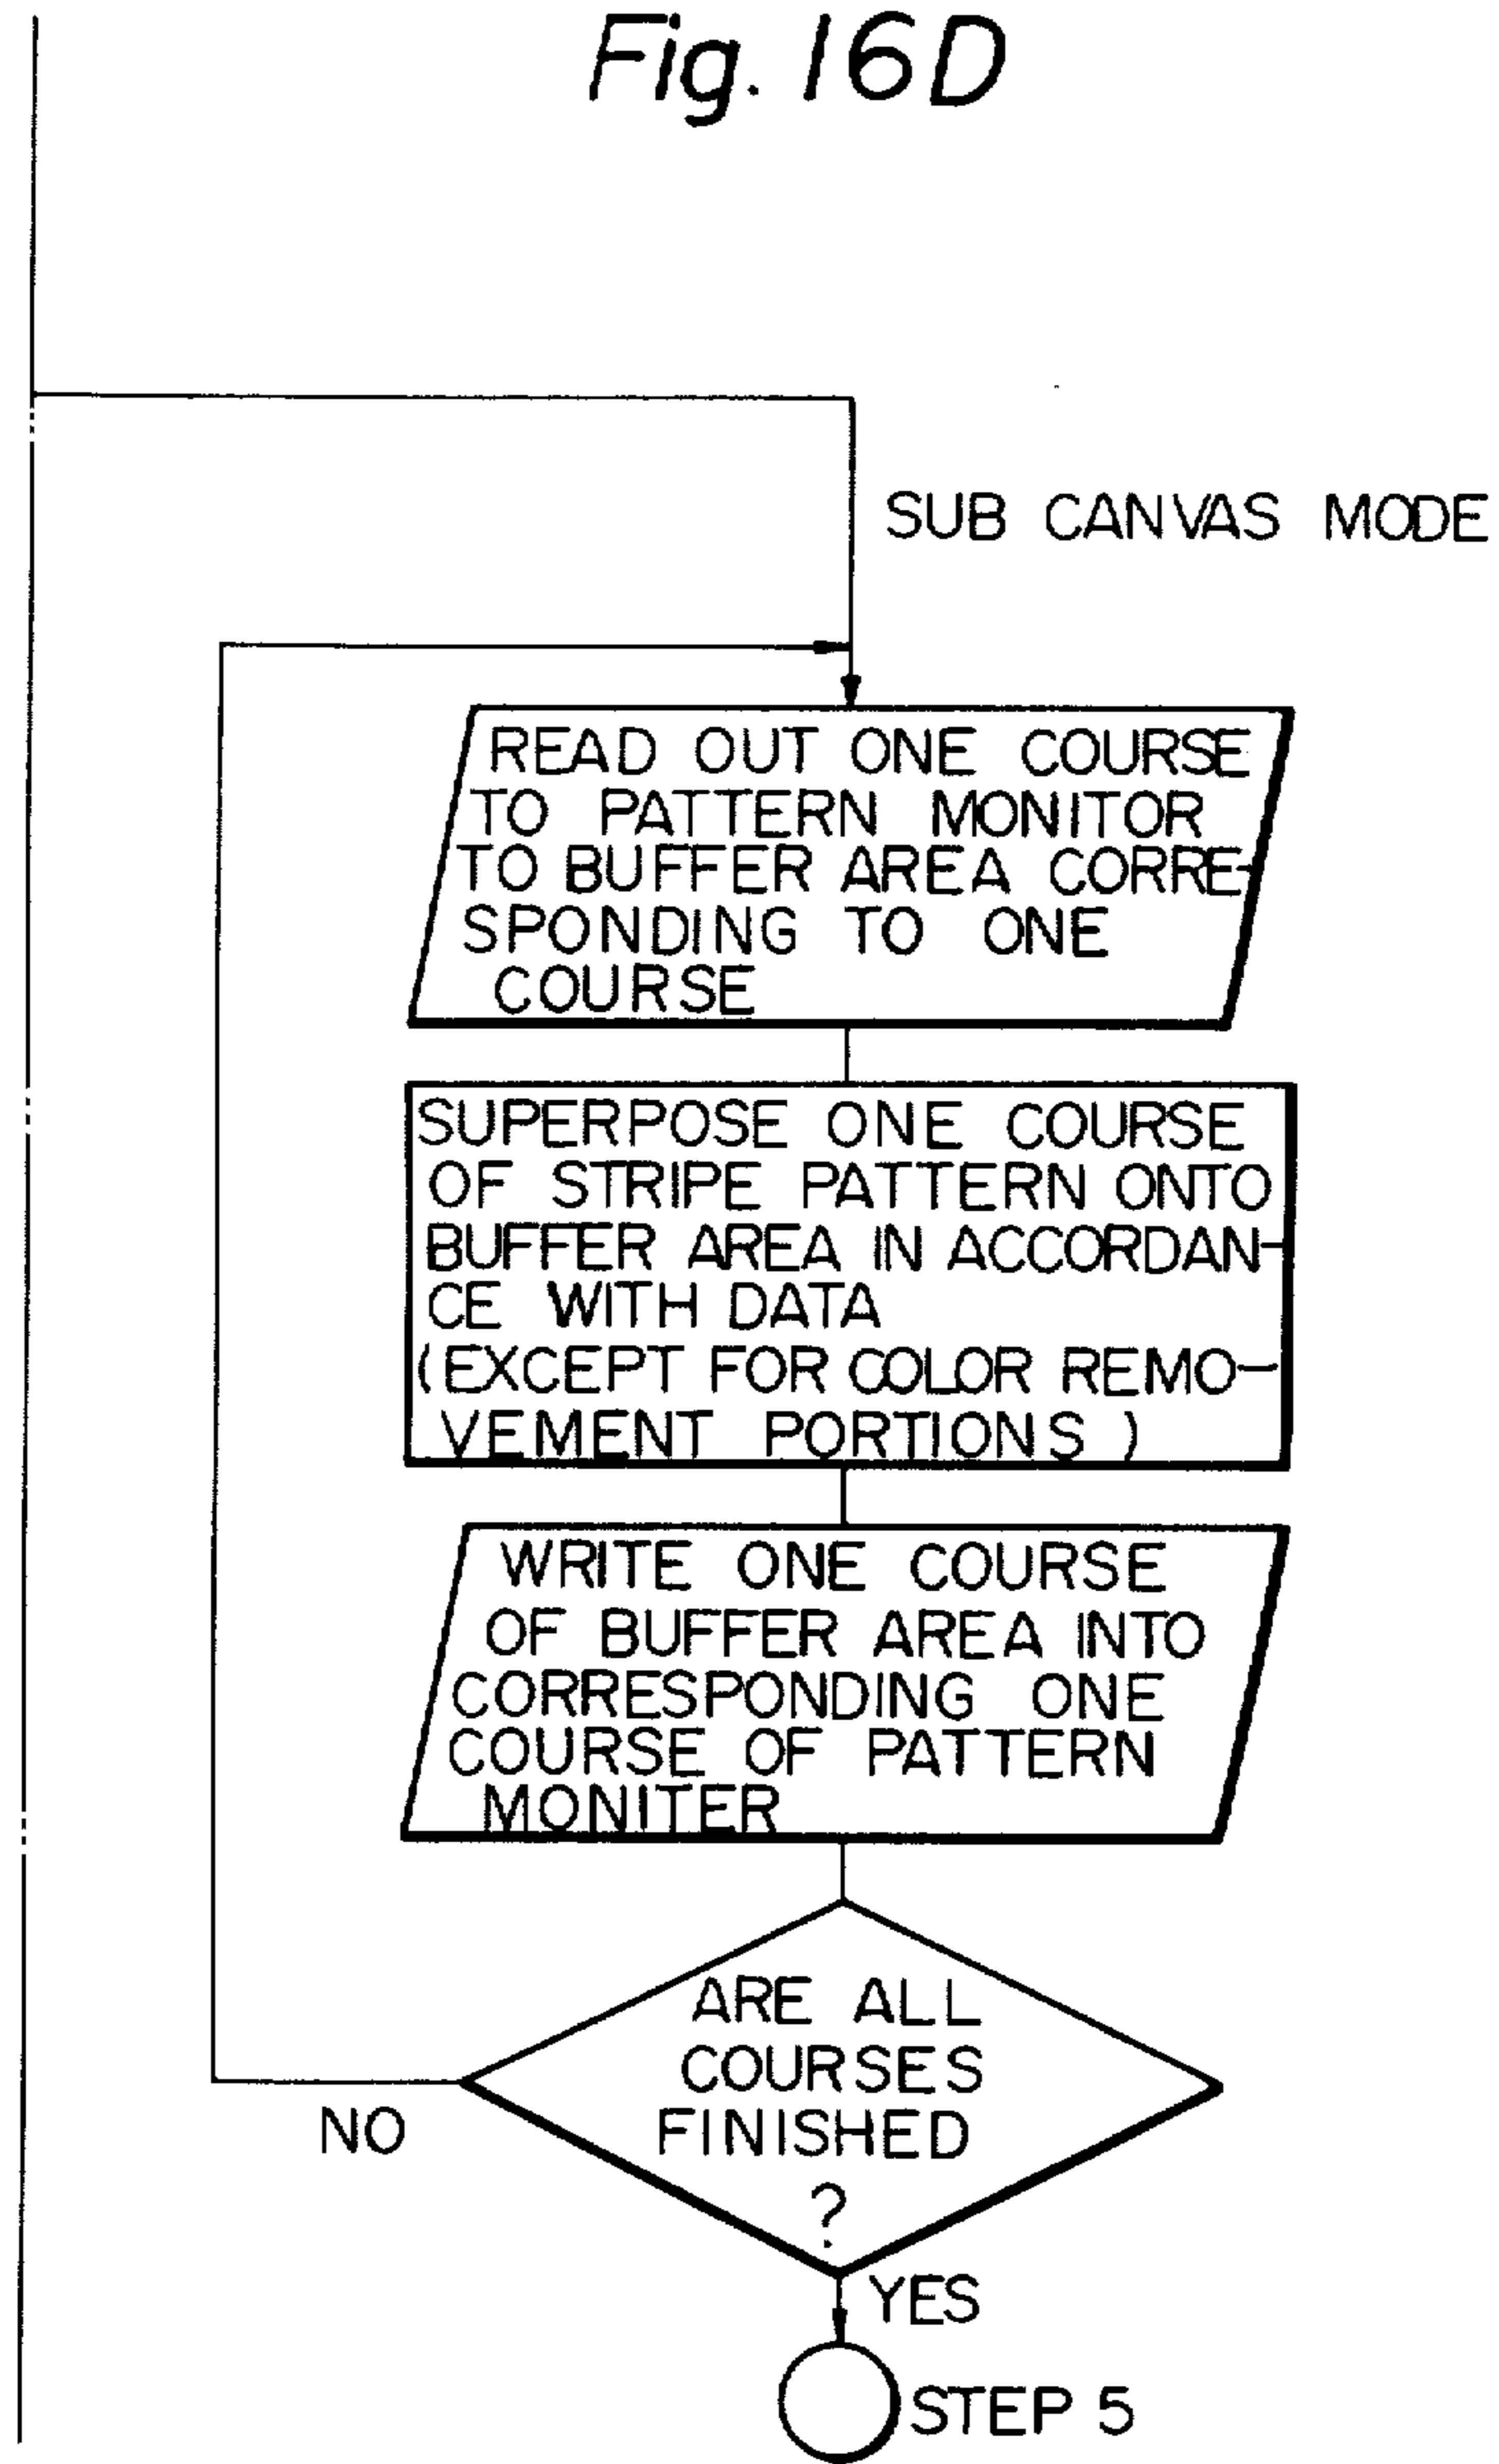 Fig. 16D
SUB CANVAS MODE
READ OUT ONE COURSE
TO PATTERN MONITOR
TO BUFFER AREA CORRE-
SPONDING TO ONE
COURSE
SUPERPOSE ONE COURSE
OF STRIPE PATTERN ONTO
BUFFER AREA IN ACCORDAN-
CE WITH DATA
(EXCEPT FOR COLOR REMO-
VEMENT PORTIONS)
WRITE ONE COURSE
OF BUFFER AREA INTO
CORRESPONDING ONE
COURSE OF PATTERN
MONITER
ARE ALL
COURSES
FINISHED
?
NO
YES
STEP 5